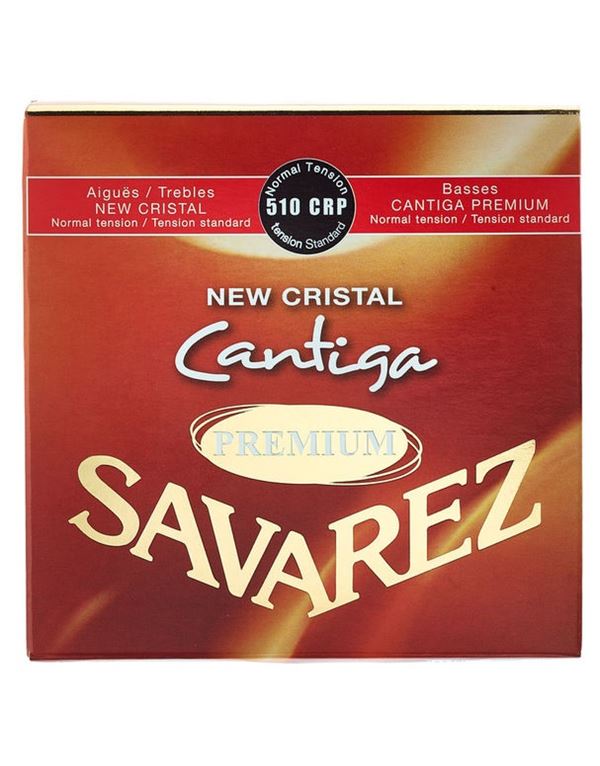 Aiguës / Trebles
NEW CRISTAL
Normal tension / Tension standard
Normal Tension
510 CRP
tension Standard
Basses
CANTIGA PREMIUM
Normal tension / Tension standard
NEW CRISTAL
Cantiga
PREMIUM
SAVAREZ